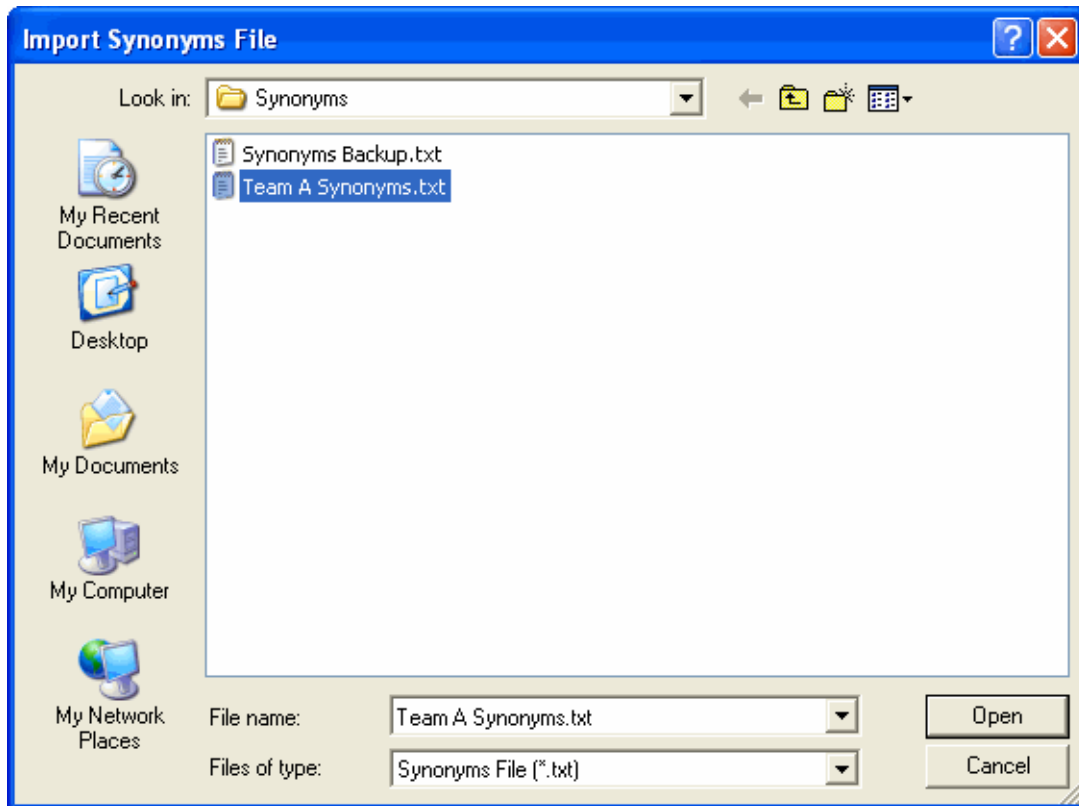 Import Synonyms File
Look in:
Synonyms
Synonyms Backup.txt
Team A Synonyms.txt
My Recent
Documents
Desktop
My Documents
My Computer
My Network
Places
File name:
Team A Synonyms.txt
Open
Files of type:
Synonyms File (*.txt)
Cancel